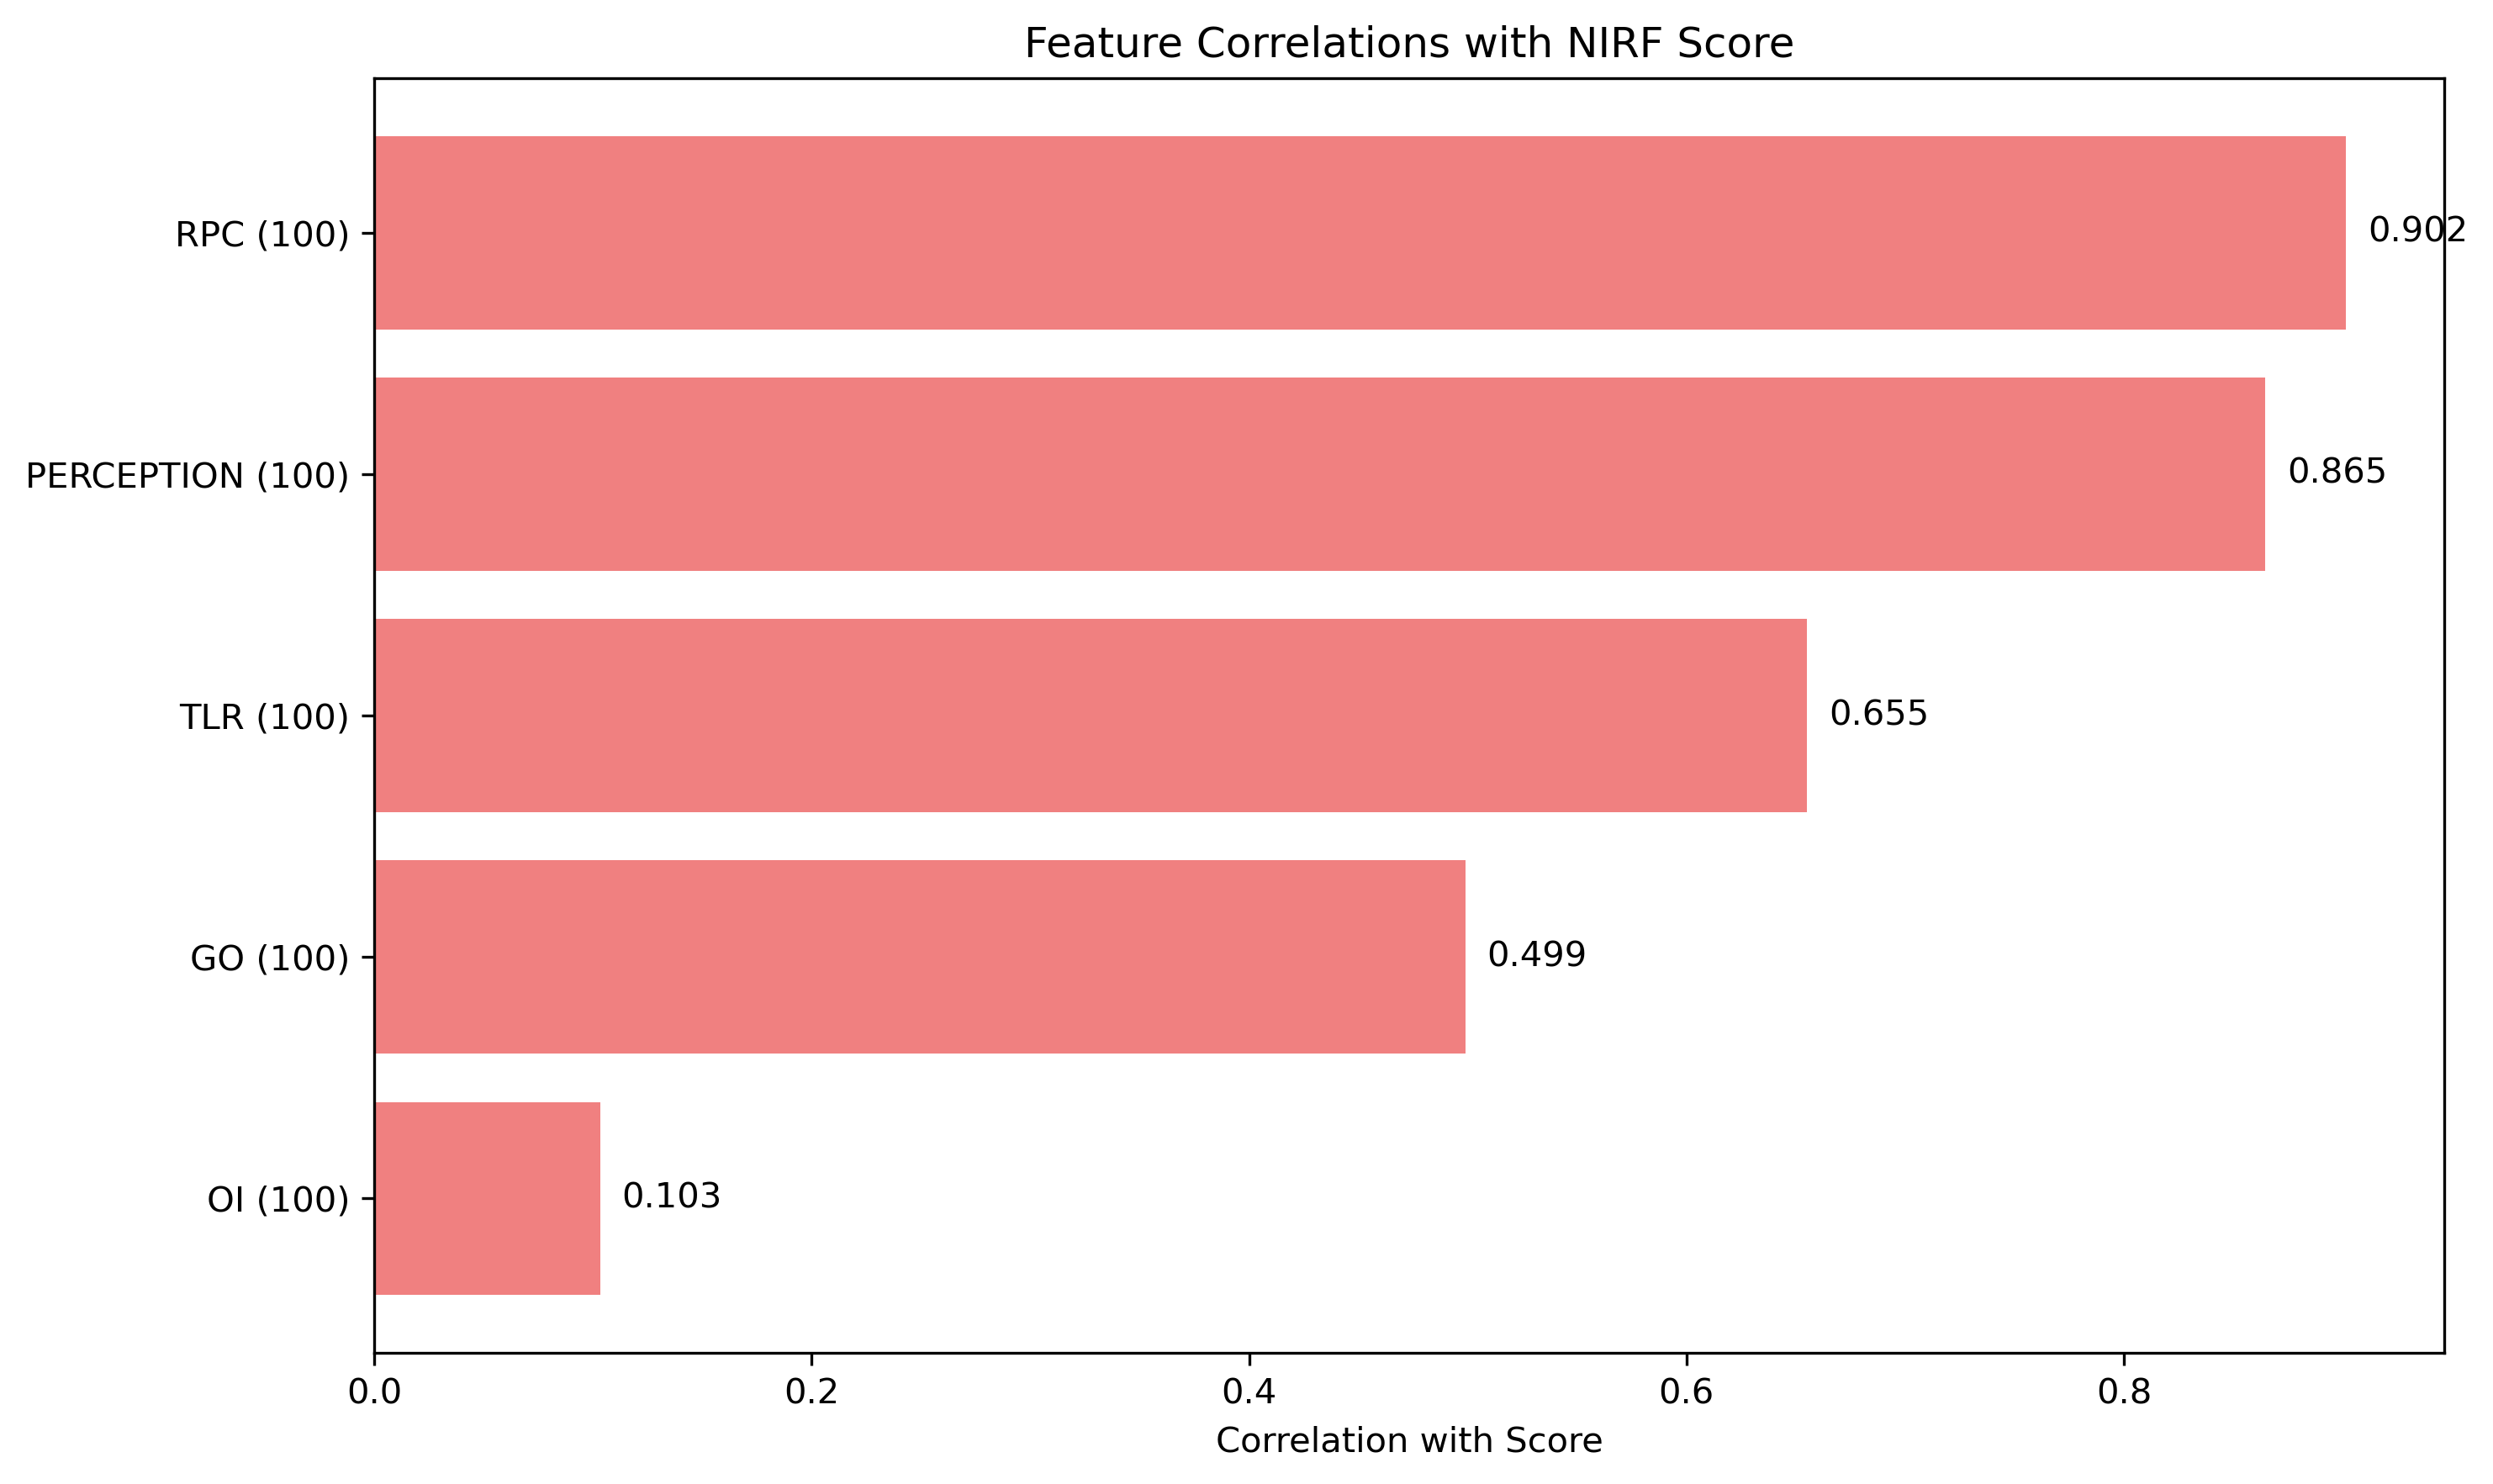 Feature Correlations with NIRF Score
RPC (100)
0.902
PERCEPTION (100)
0.865
TLR (100)
0.655
GO (100)
0.499
OI (100)
0.103
0.0 0.2 0.4 0.6 0.8
Correlation with Score